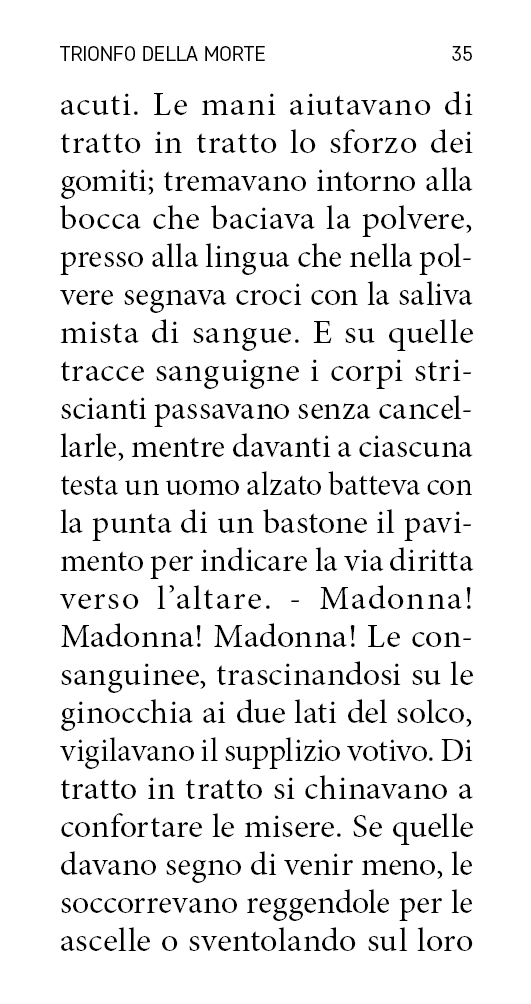 TRIONFO DELLA MORTE 35
acuti. Le mani aiutavano di
tratto in tratto lo sforzo dei
gomiti; tremavano intorno alla
bocca che baciava la polvere,
presso alla lingua che nella pol-
vere segnava croci con la saliva
mista di sangue. E su quelle
tracce sanguigne i corpi stri-
scianti passavano senza cancel-
larle, mentre davanti a ciascuna
testa un uomo alzato batteva con
la punta di un bastone il pavi-
mento per indicare la via diritta
verso l’altare. - Madonna!
Madonna! Madonna! Le con-
sanguinee, trascinandosi su le
ginocchia ai due lati del solco,
vigilavano il supplizio votivo. Di
tratto in tratto si chinavano a
confortare le misere. Se quelle
davano segno di venir meno, le
soccorrevano reggendole per le
ascelle o sventolando sul loro